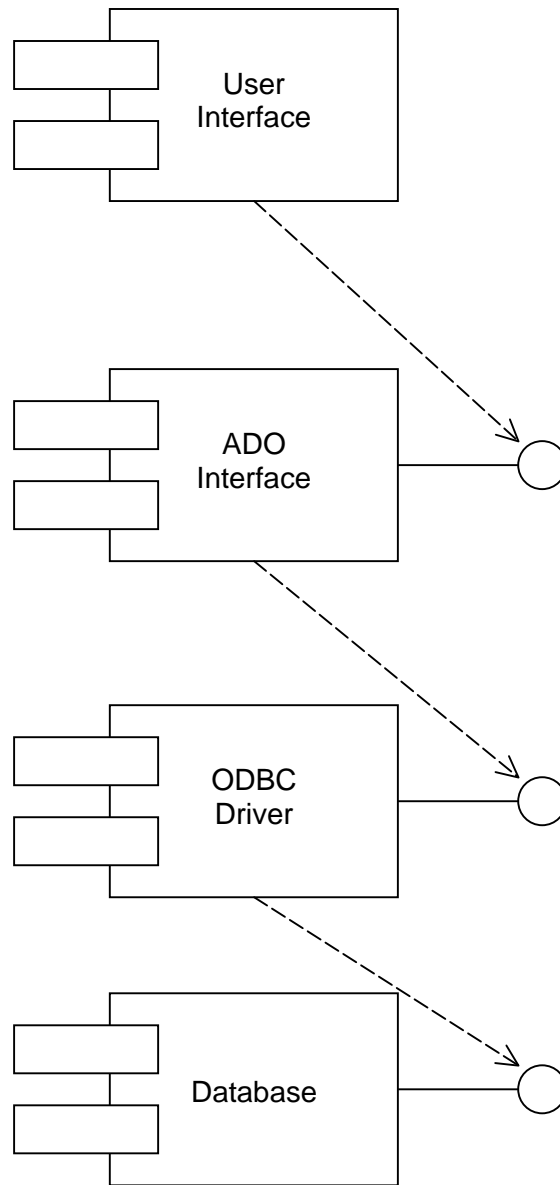 User
Interface
ADO
Interface
ODBC
Driver
Database